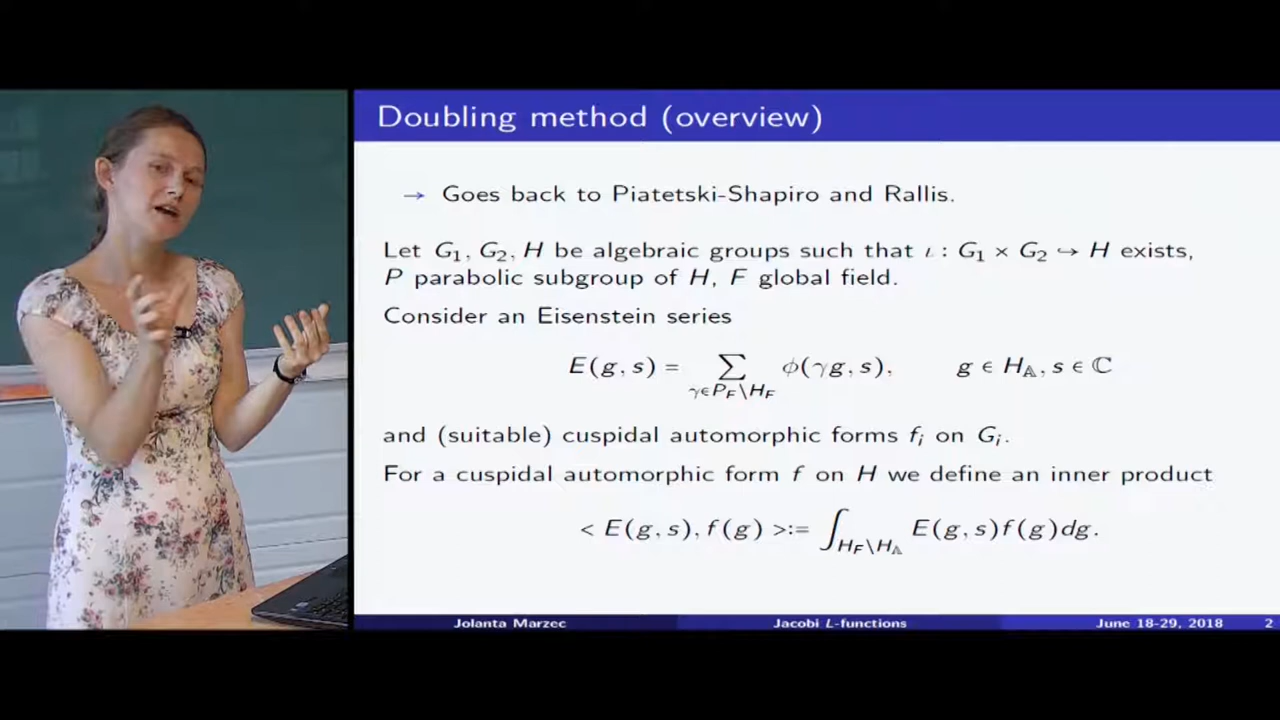 Doubling method (overview)
→ Goes back to Piatetski-Shapiro and Rallis.
Let G₁, G₂, H be algebraic groups such that ι : G₁ × G₂ ↪ H exists,
P parabolic subgroup of H, F global field.
Consider an Eisenstein series
E(g, s) = ∑_{γ∈P_F\H_F} ϕ(γg, s), g ∈ H_𝔸, s ∈ ℂ
and (suitable) cuspidal automorphic forms f_i on G_i.
For a cuspidal automorphic form f on H we define an inner product
< E(g, s), f(g) >:= ∫_{H_F\H_𝔸} E(g, s)f(g)dg.
Jolanta Marzec Jacobi L-functions June 18-29, 2018 2